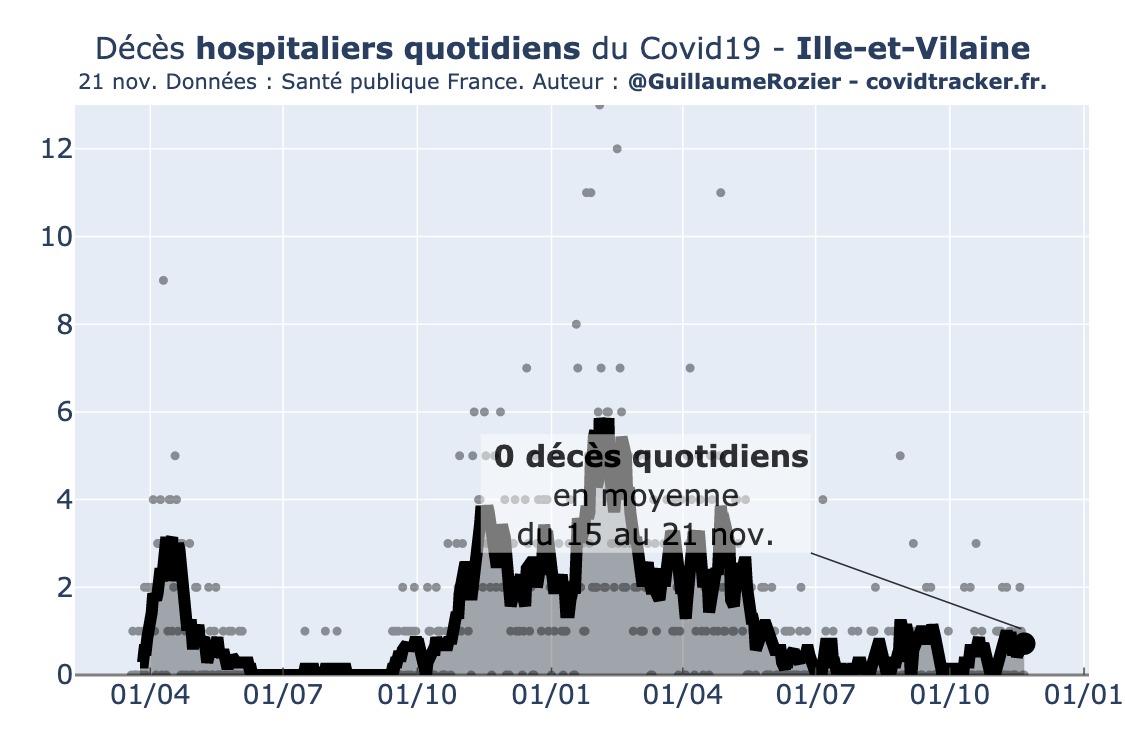 Décès hospitaliers quotidiens du Covid19 - Ille-et-Vilaine
21 nov. Données : Santé publique France. Auteur : @GuillaumeRozier - covidtracker.fr.
12
10
8
6
4
2
0
0 décès quotidiens
en moyenne
du 15 au 21 nov.
01/04 01/07 01/10 01/01 01/04 01/07 01/10 01/01